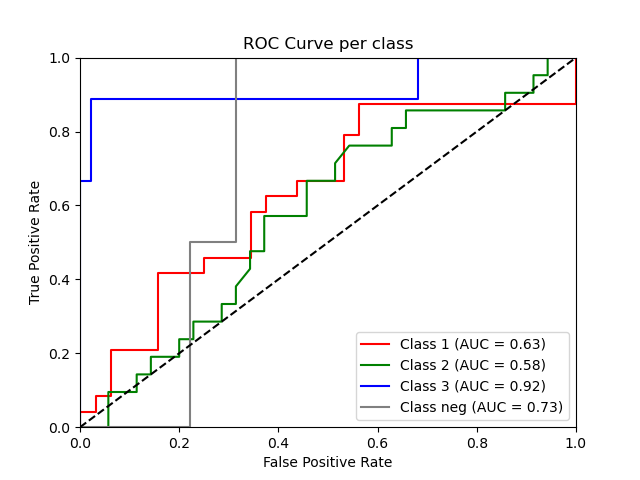 ROC Curve per class
1.0
0.8
0.6
0.4
0.2
0.0
True Positive Rate
Class 1 (AUC = 0.63)
Class 2 (AUC = 0.58)
Class 3 (AUC = 0.92)
Class neg (AUC = 0.73)
0.0 0.2 0.4 0.6 0.8 1.0
False Positive Rate